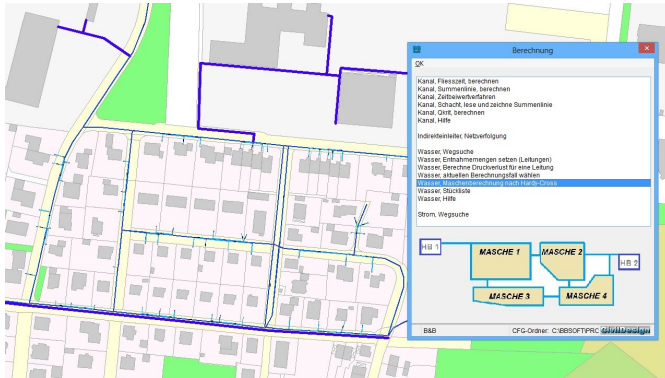 Berechnung
OK
Kanal, Fliesszeit, berechnen
Kanal, Summenlinie, berechnen
Kanal, Zeitbeiwertverfahren
Kanal, Schacht, lese und zeichne Summenlinie
Kanal, Qkrit, berechnen
Kanal, Hilfe
Indirekteinleiter, Netzverfolgung
Wasser, Wegsuche
Wasser, Entnahmemengen setzen (Leitungen)
Wasser, Berechne Druckverlust für eine Leitung
Wasser, aktuellen Berechnungsfall wählen
Wasser, Maschenberechnung nach Hardy-Cross
Wasser, Stückliste
Wasser, Hilfe
Strom, Wegsuche
HB 1
MASCHE 1
MASCHE 2
HB 2
MASCHE 3
MASCHE 4
B&B
CFG-Ordner: C:\BBSOFT\PRC
CivilDesign